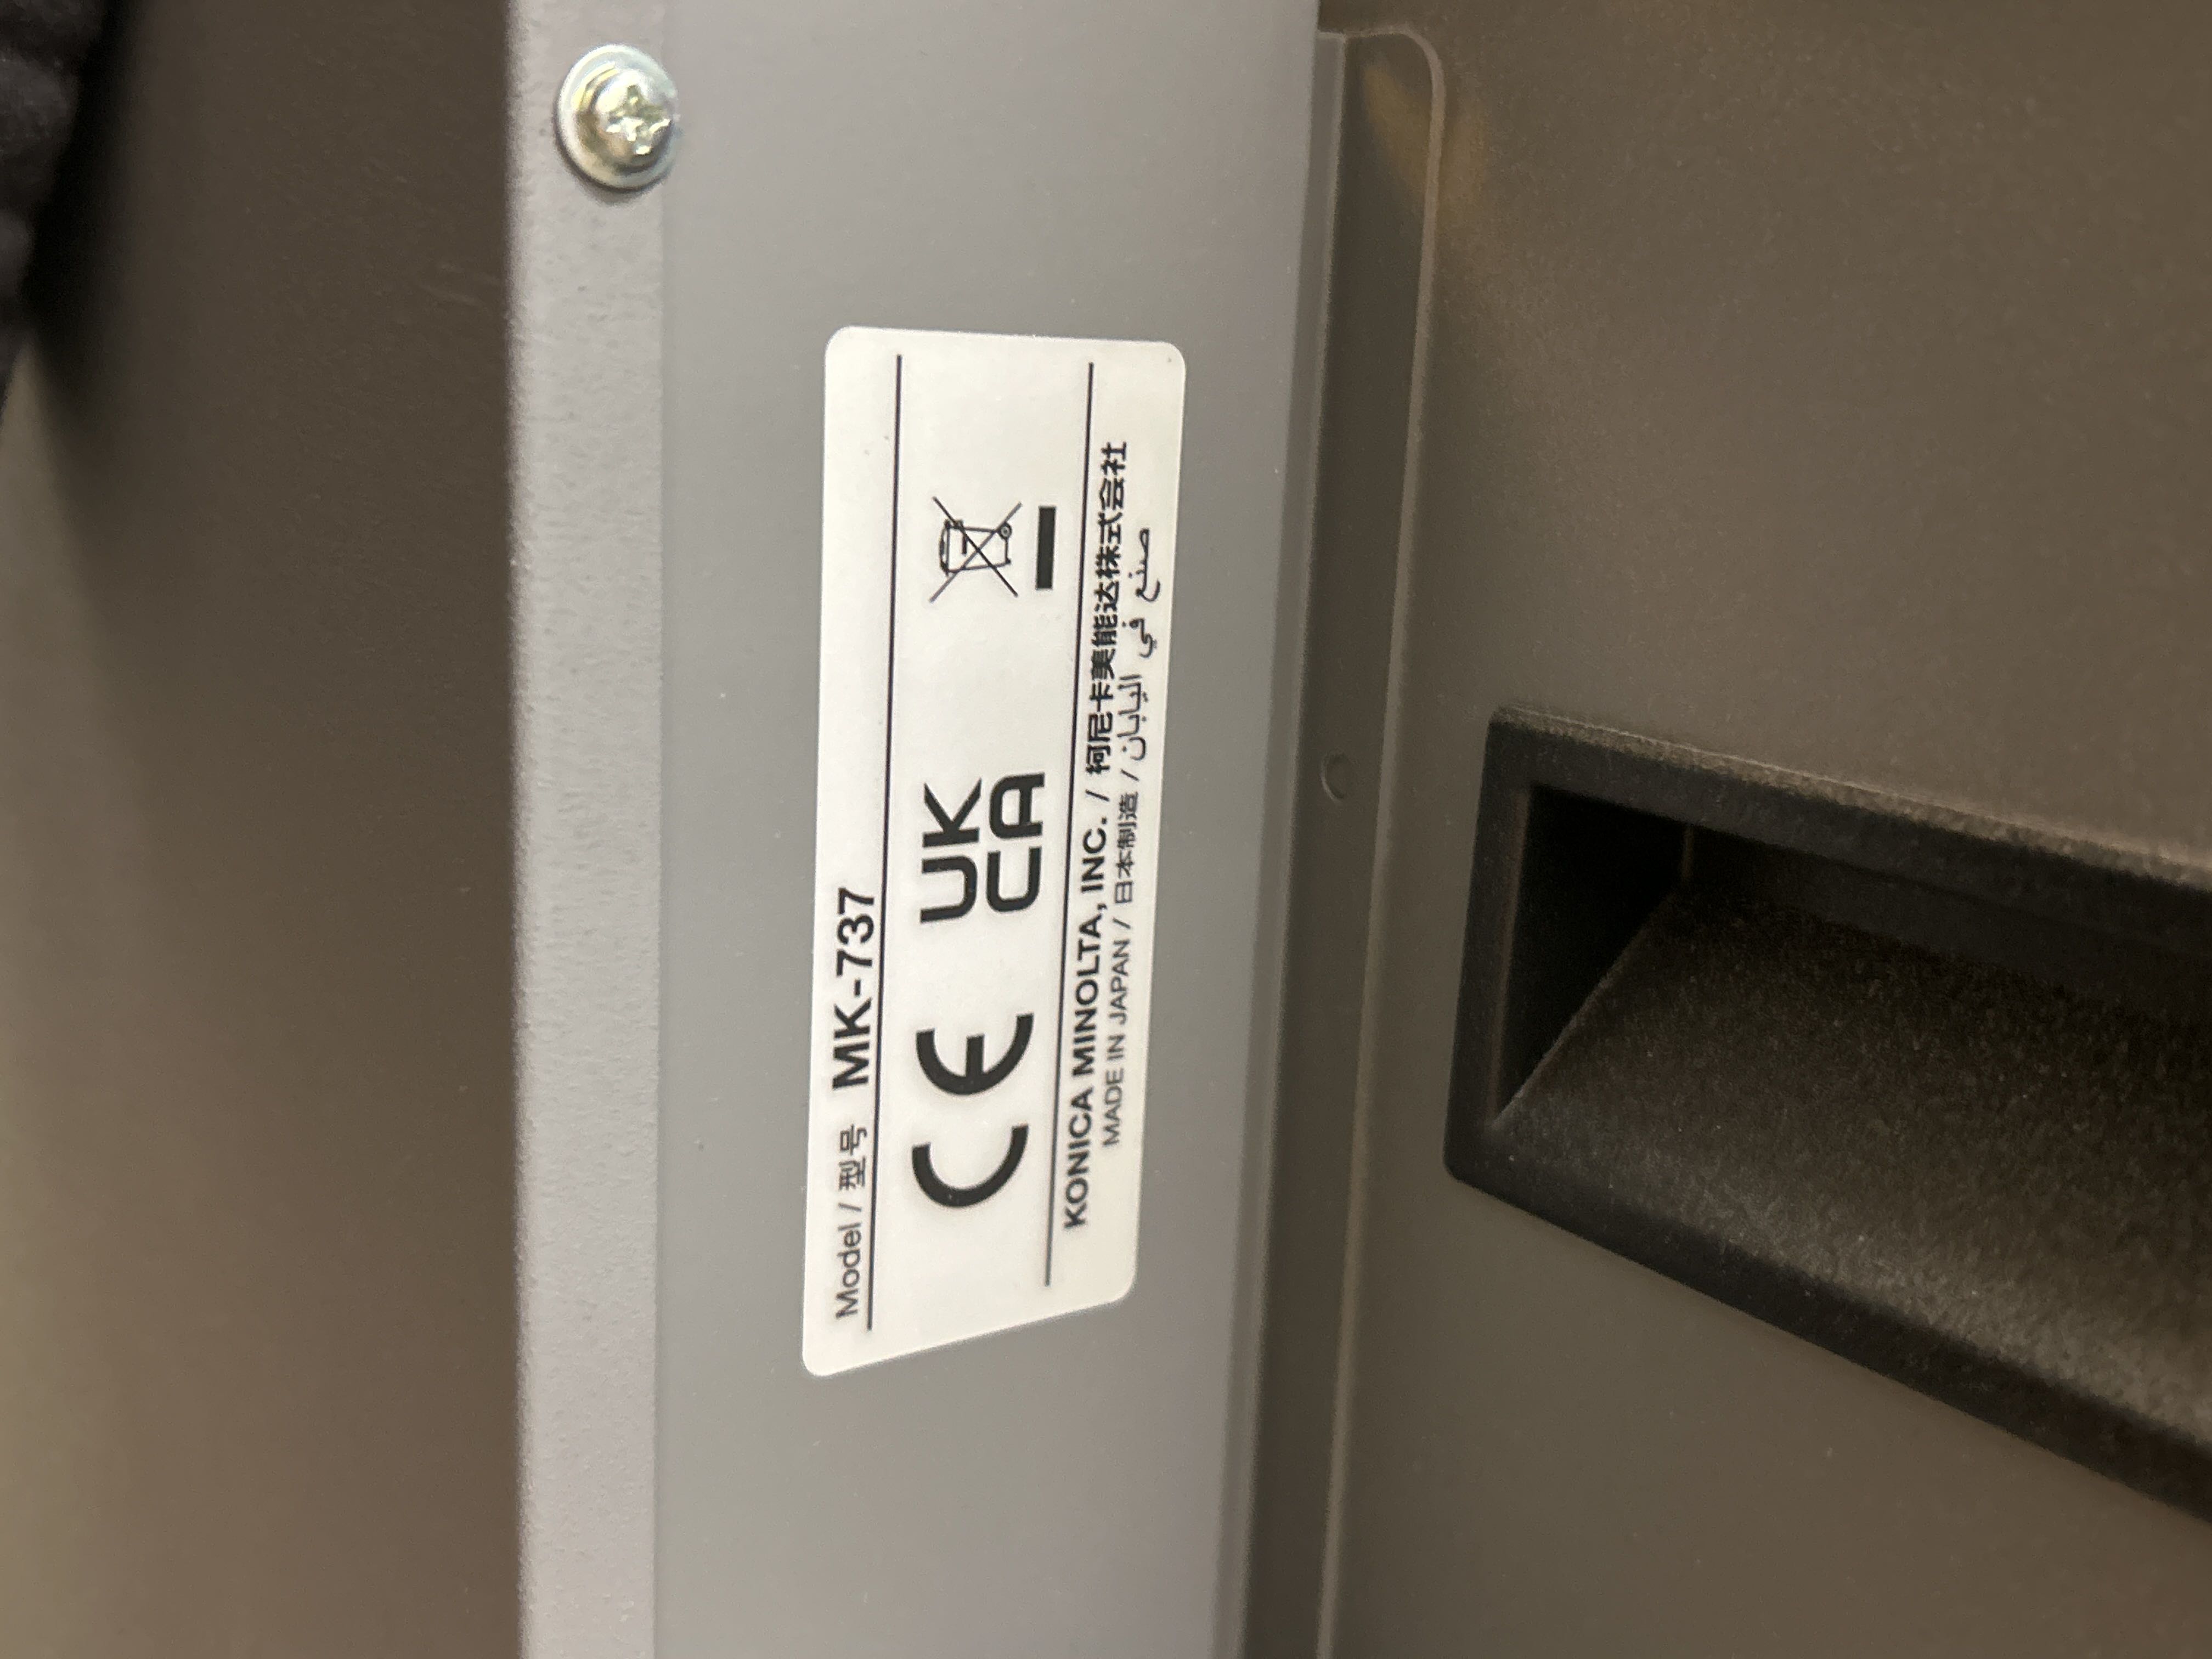 Model / 型号 MK-737
CE UK
CA
KONICA MINOLTA, INC. / 柯尼卡美能达株式会社
MADE IN JAPAN / 日本制造 / صنع في اليابان